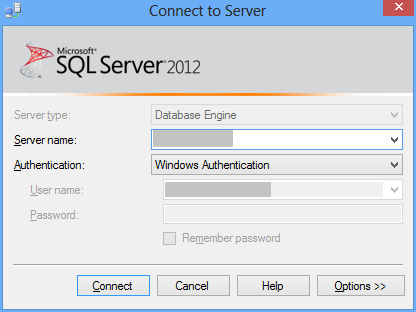 Connect to Server
Microsoft®
SQL Server® 2012
Server type: Database Engine
Server name:
Authentication: Windows Authentication
User name:
Password:
Remember password
Connect Cancel Help Options >>